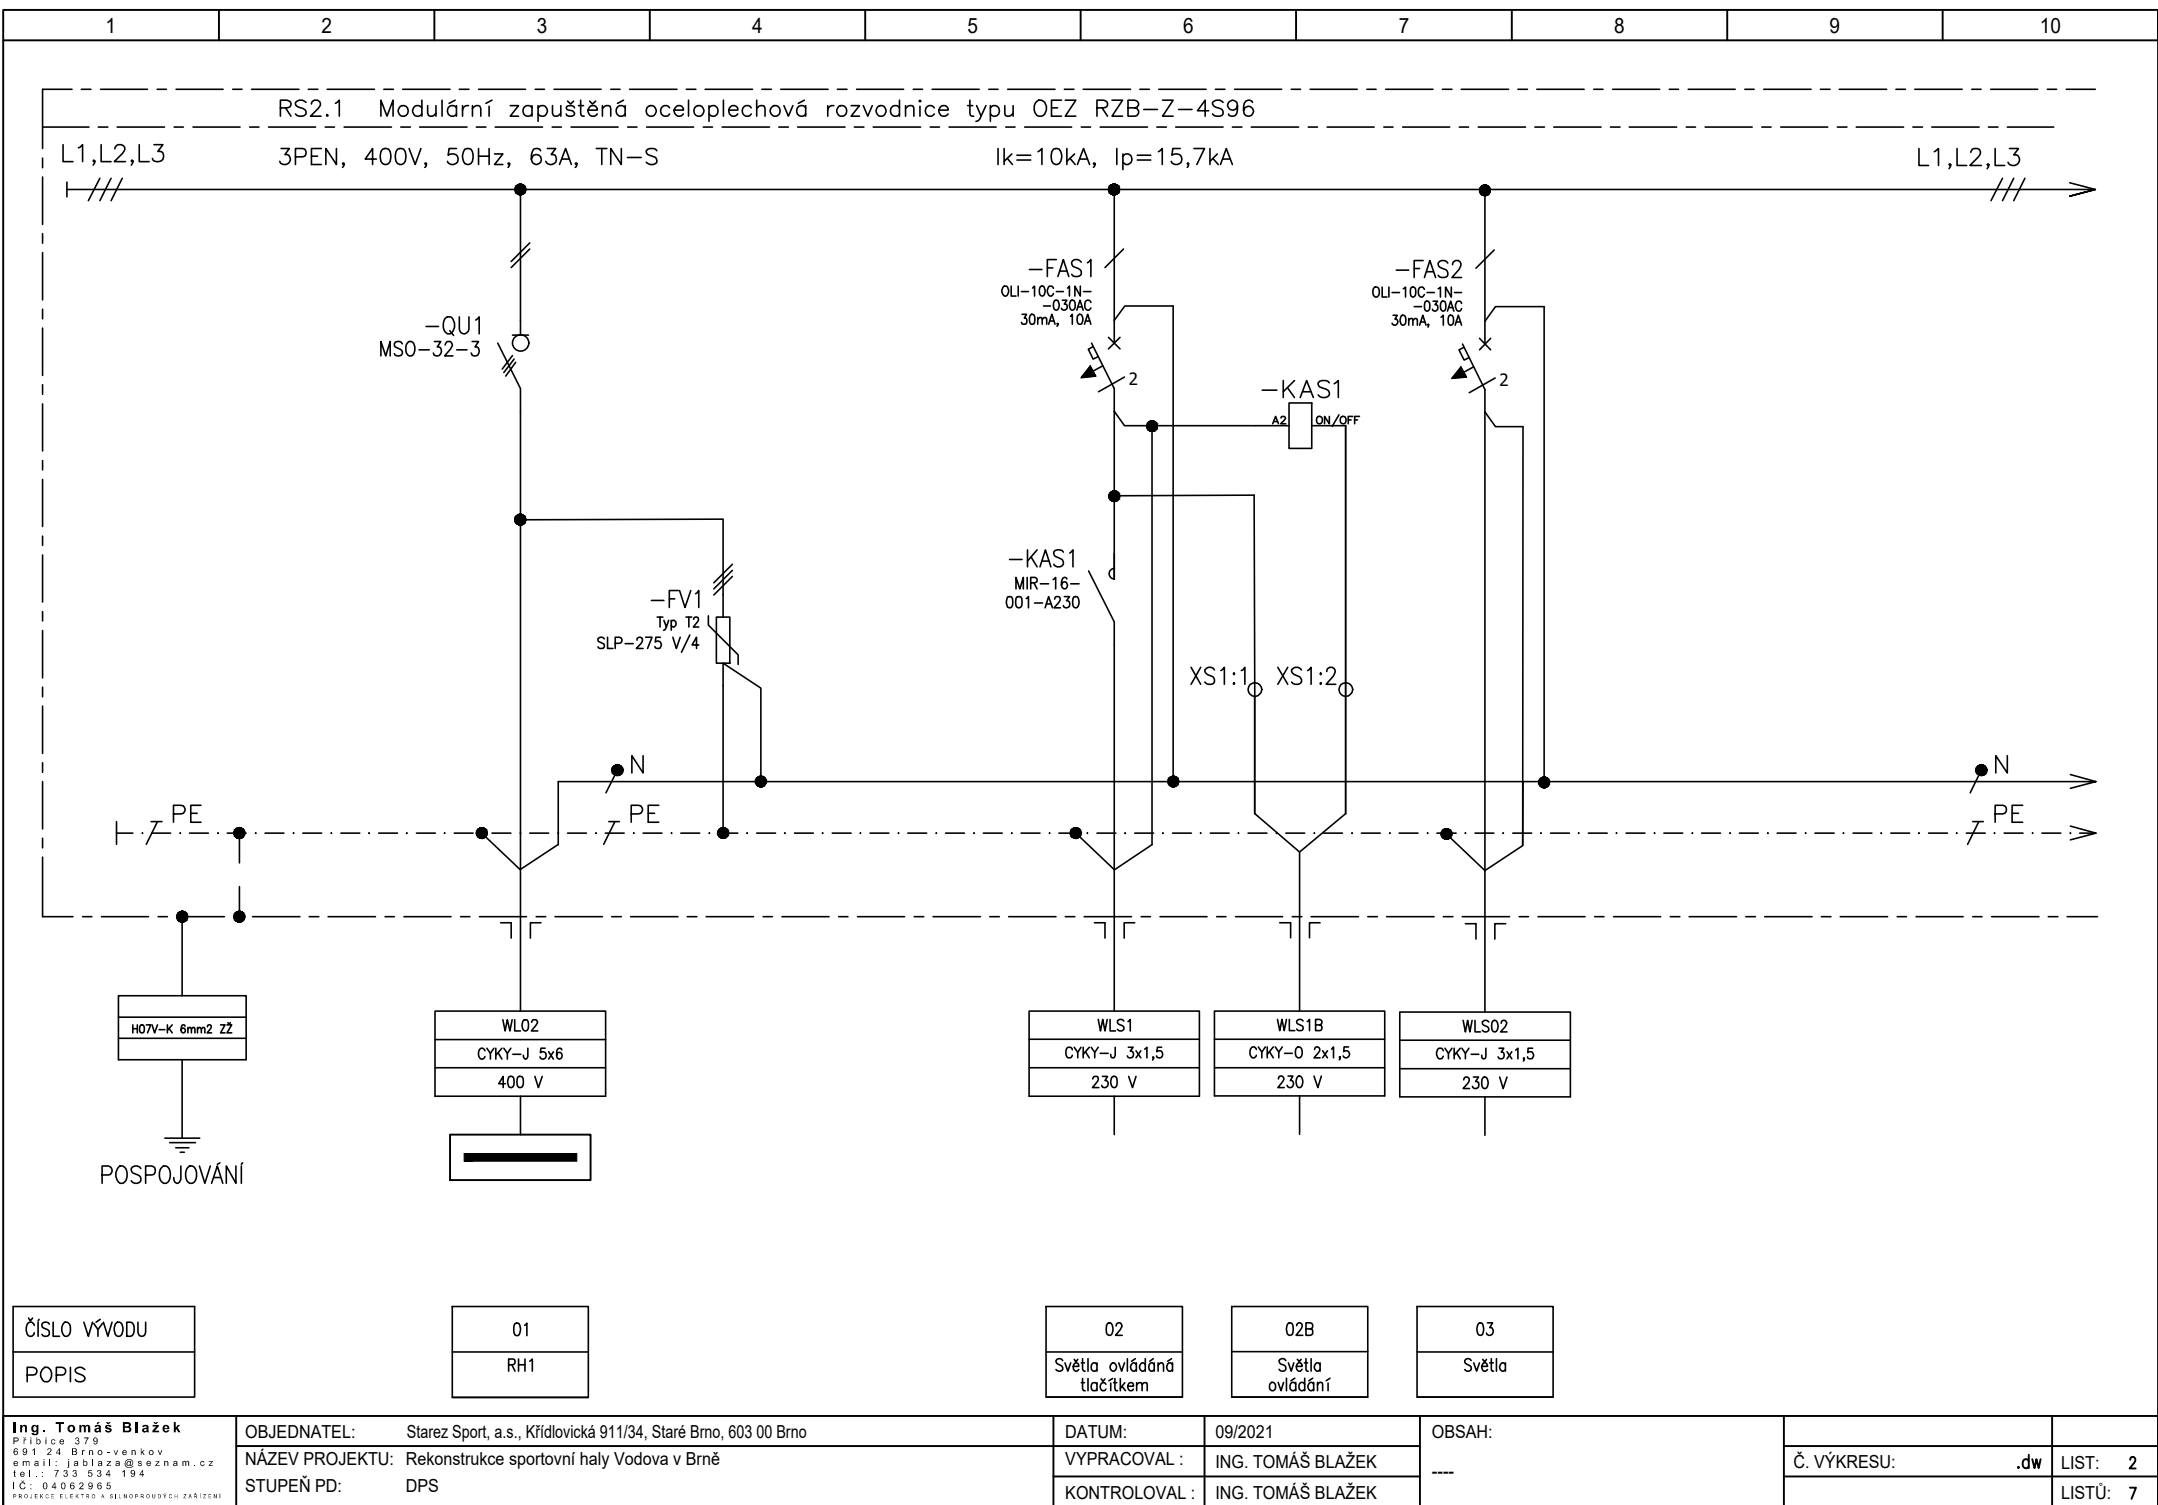 1 2 3 4 5 6 7 8 9 10
RS2.1 Modulární zapuštěná oceloplechová rozvodnice typu OEZ RZB-Z-4S96
L1,L2,L3 3PEN, 400V, 50Hz, 63A, TN-S Ik=10kA, Ip=15,7kA L1,L2,L3
-QU1
MSO-32-3
-FAS1
OLI-10C-1N-
-030AC
30mA, 10A
2
-FAS2
OLI-10C-1N-
-030AC
30mA, 10A
2
-KAS1
A2 ON/OFF
-KAS1
MIR-16-
001-A230
-FV1
Typ T2
SLP-275 V/4
XS1:1 XS1:2
N N
PE PE PE
H07V-K 6mm2 ZŽ
POSPOJOVÁNÍ
WL02
CYKY-J 5x6
400 V
WLS1
CYKY-J 3x1,5
230 V
WLS1B
CYKY-O 2x1,5
230 V
WLS02
CYKY-J 3x1,5
230 V
ČÍSLO VÝVODU
POPIS
01
RH1
02
Světla ovládáná
tlačítkem
02B
Světla
ovládání
03
Světla
Ing. Tomáš Blažek
Přibice 379
691 24 Brno-venkov
email: jablaza@seznam.cz
tel.: 733 534 194
IČ: 04062965
PROJEKCE ELEKTRO A SILNOPROUDÝCH ZAŘÍZENÍ
OBJEDNATEL: Starez Sport, a.s., Křídlovická 911/34, Staré Brno, 603 00 Brno
NÁZEV PROJEKTU: Rekonstrukce sportovní haly Vodova v Brně
STUPEŇ PD: DPS
DATUM: 09/2021
VYPRACOVAL : ING. TOMÁŠ BLAŽEK
KONTROLOVAL : ING. TOMÁŠ BLAŽEK
OBSAH:
----
Č. VÝKRESU: .dw
LIST: 2
LISTŮ: 7